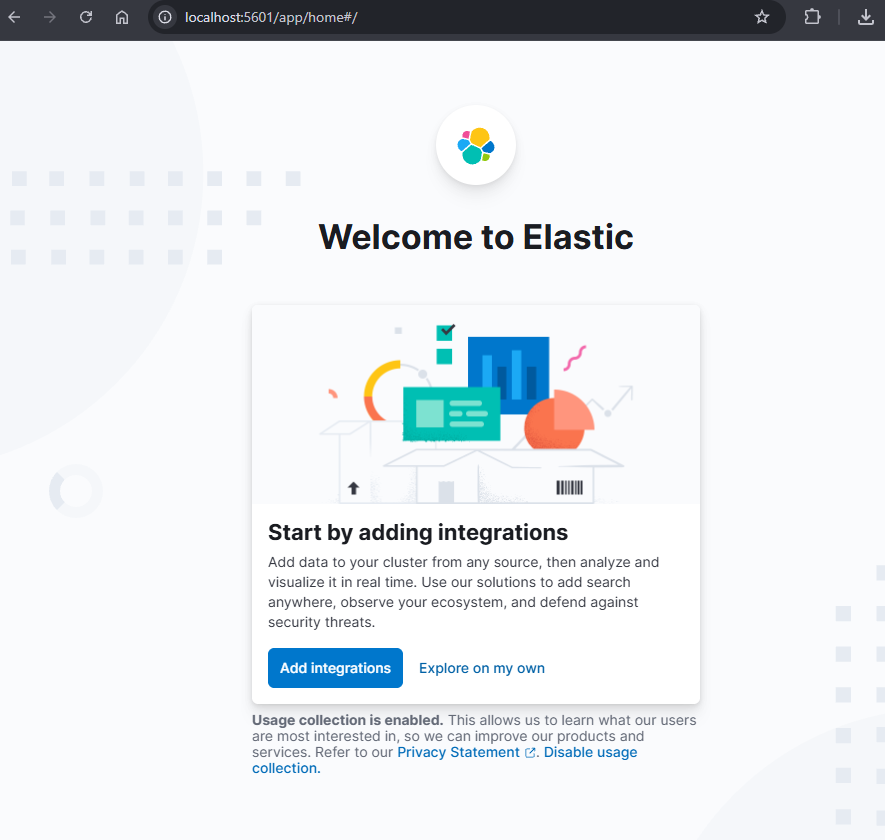 localhost:5601/app/home#/
Welcome to Elastic
Start by adding integrations
Add data to your cluster from any source, then analyze and
visualize it in real time. Use our solutions to add search
anywhere, observe your ecosystem, and defend against
security threats.
Add integrations Explore on my own
Usage collection is enabled. This allows us to learn what our users
are most interested in, so we can improve our products and
services. Refer to our Privacy Statement. Disable usage
collection.